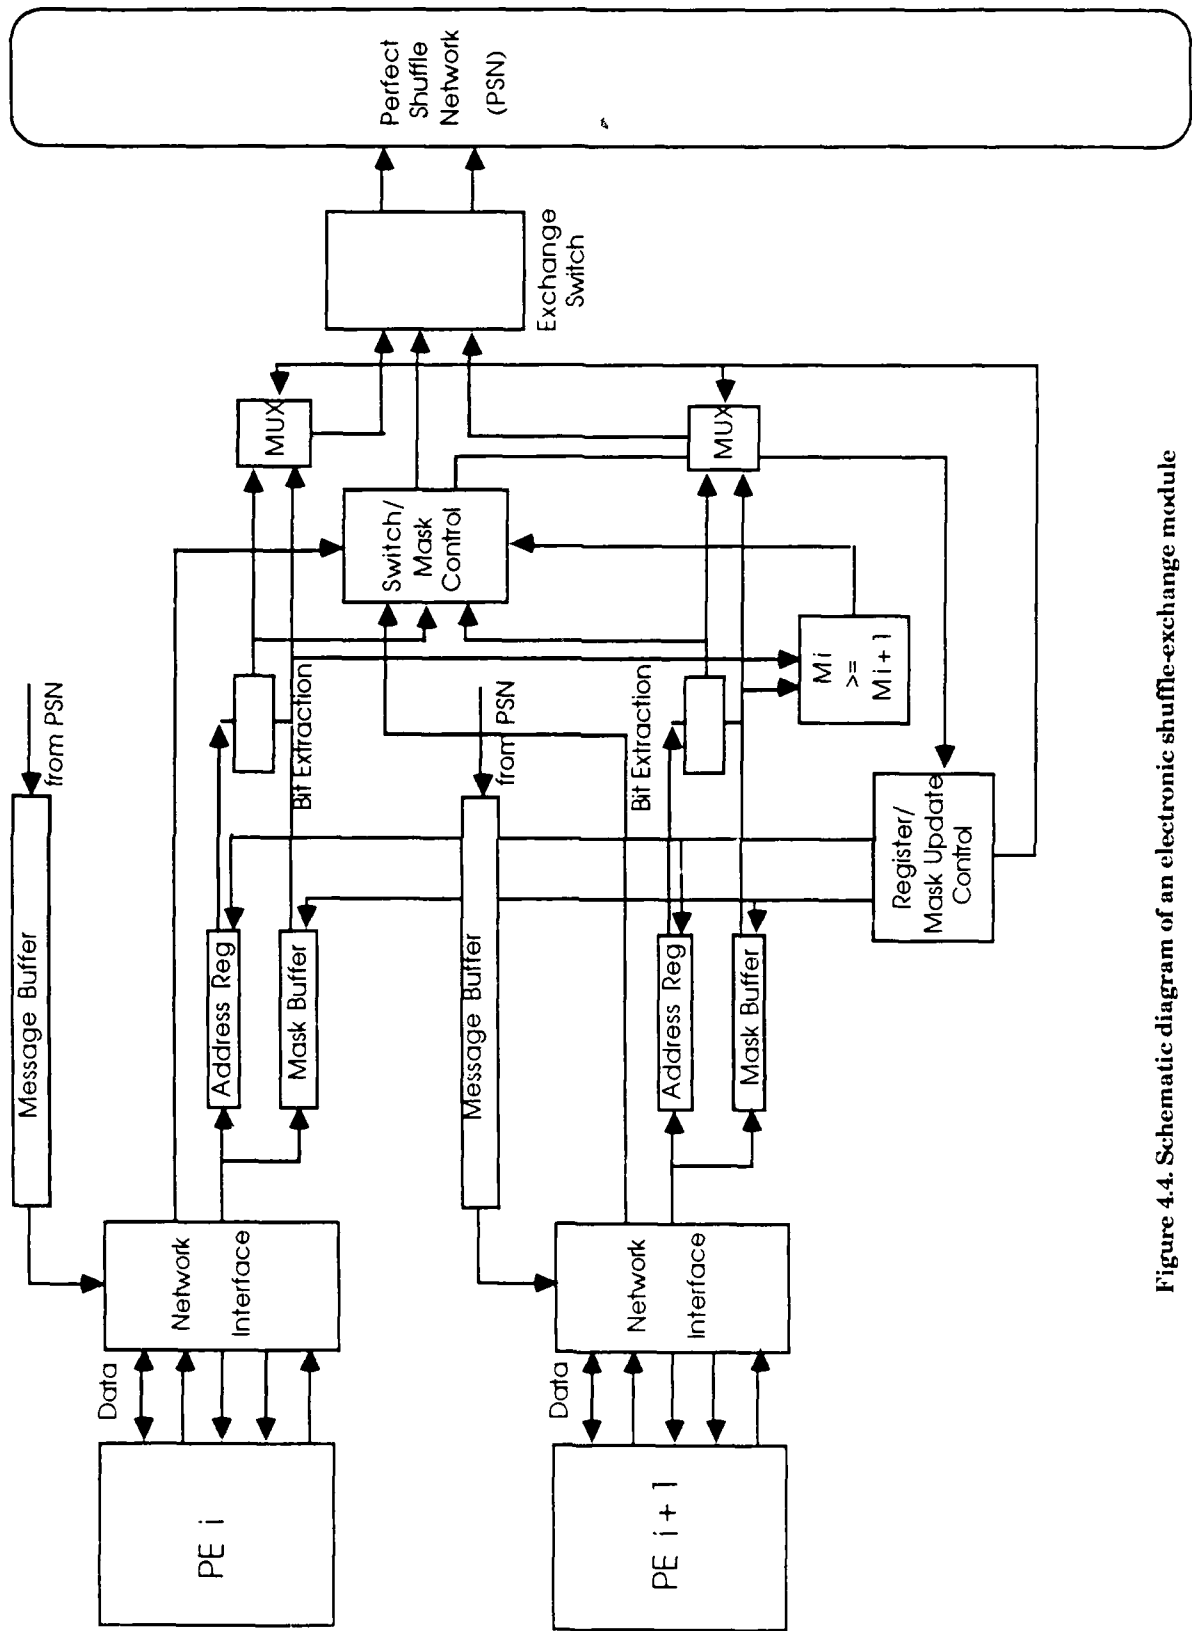 Message Buffer
from PSN
Data
PE i
Network
Interface
Address Reg
Mask Buffer
Bit Extraction
MUX
Switch/
Mask
Control
Exchange
Switch
Perfect
Shuffle
Network
(PSN)
Message Buffer
from PSN
Data
PE i + 1
Network
Interface
Address Reg
Mask Buffer
Bit Extraction
MUX
Mi
>=
Mi + 1
Register/
Mask Update
Control
Figure 4.4. Schematic diagram of an electronic shuffle-exchange module